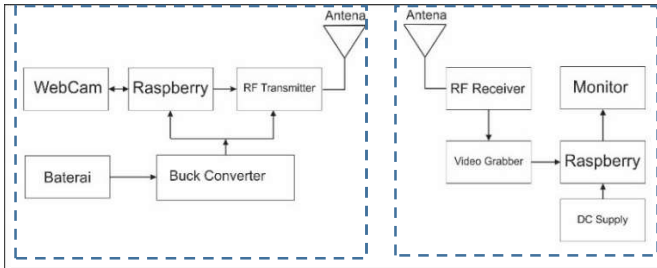 Antena
WebCam
Raspberry
RF Transmitter
Baterai
Buck Converter
Antena
RF Receiver
Monitor
Video Grabber
Raspberry
DC Supply